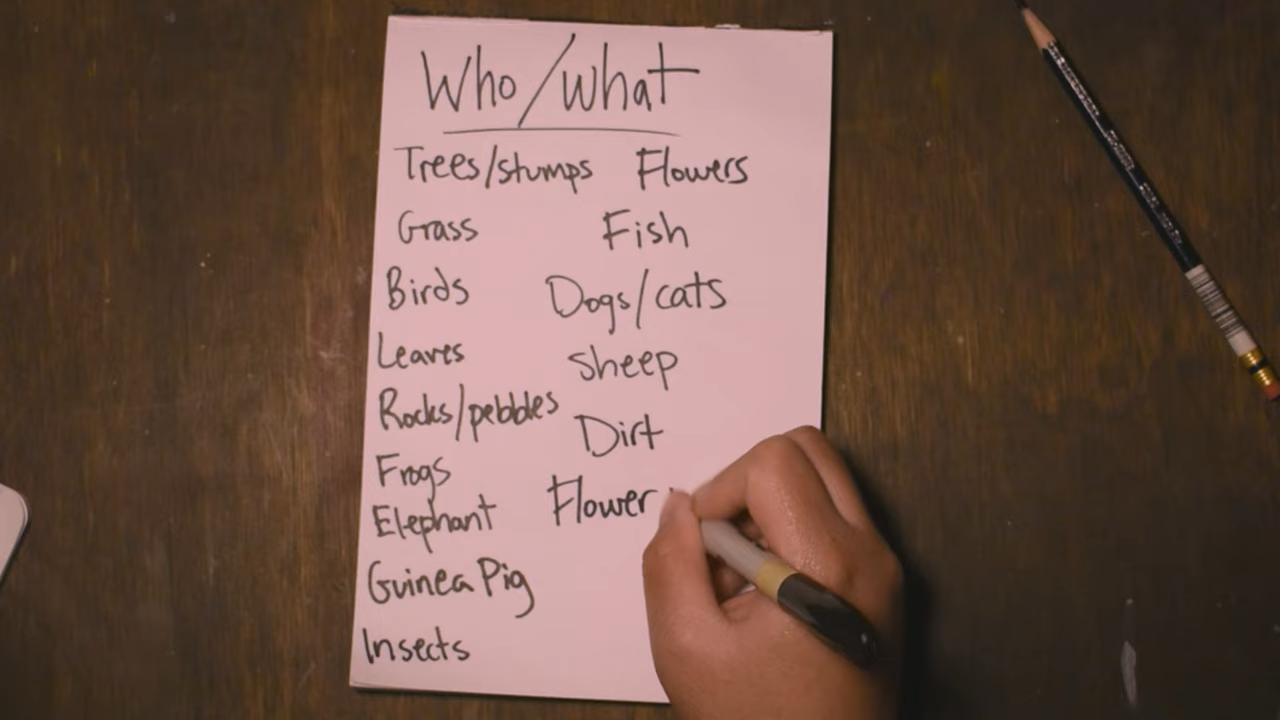 Who/what
Trees/stumps Flowers
Grass Fish
Birds Dogs/cats
Leaves Sheep
Rocks/pebbles Dirt
Frogs Flower
Elephant
Guinea Pig
Insects